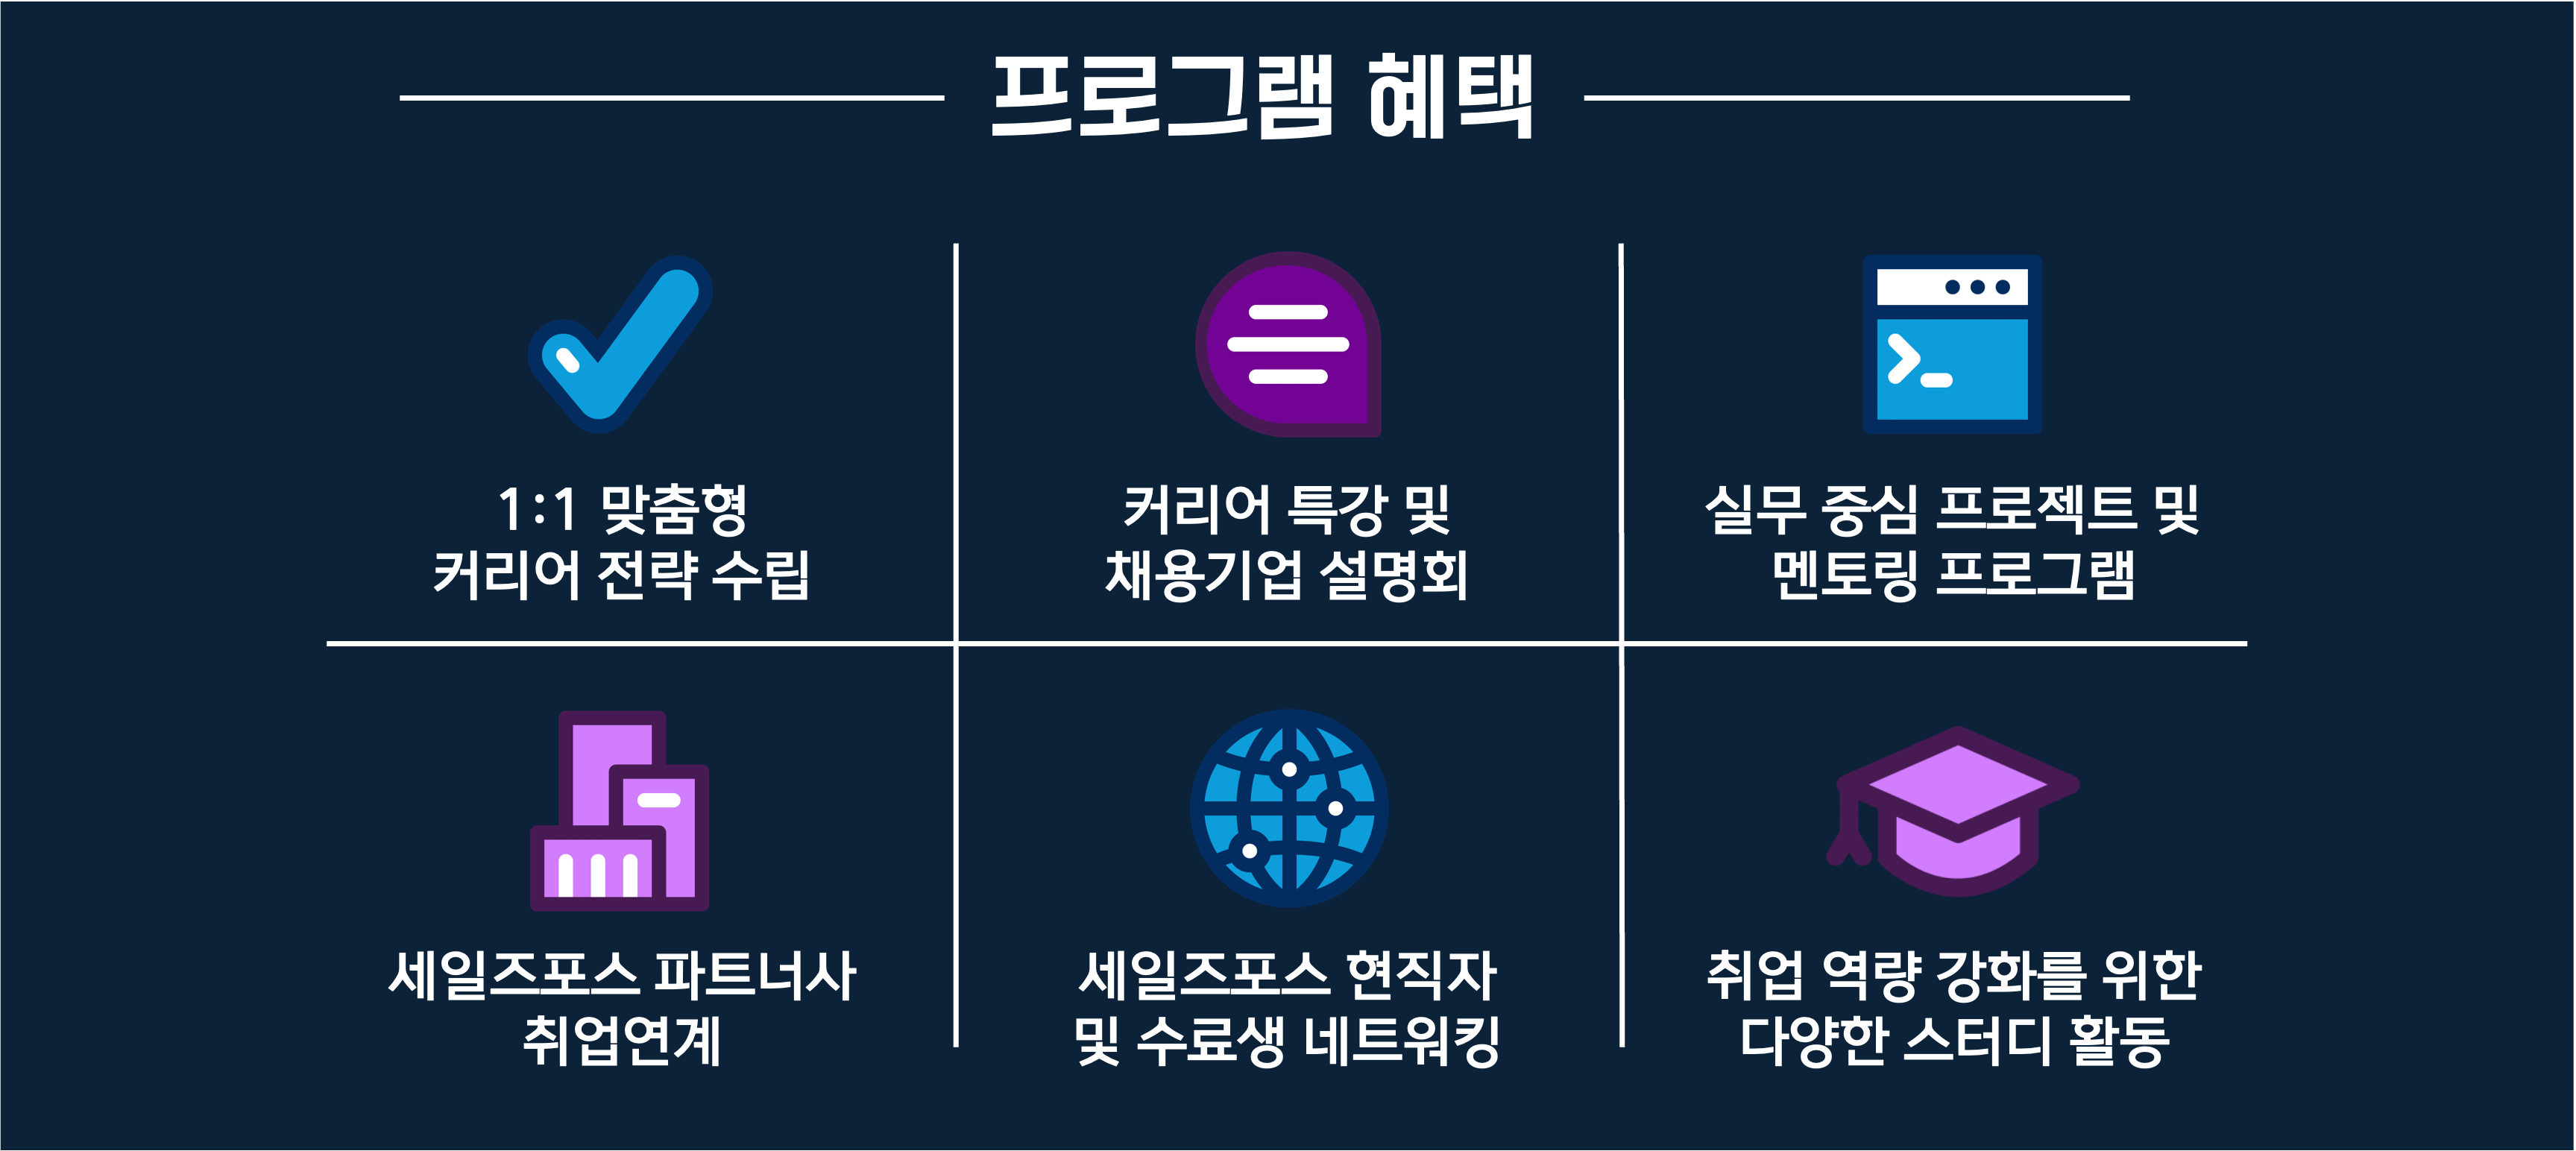 프로그램 혜택
1:1 맞춤형
커리어 전략 수립
커리어 특강 및
채용기업 설명회
실무 중심 프로젝트 및
멘토링 프로그램
세일즈포스 파트너사
취업연계
세일즈포스 현직자
및 수료생 네트워킹
취업 역량 강화를 위한
다양한 스터디 활동